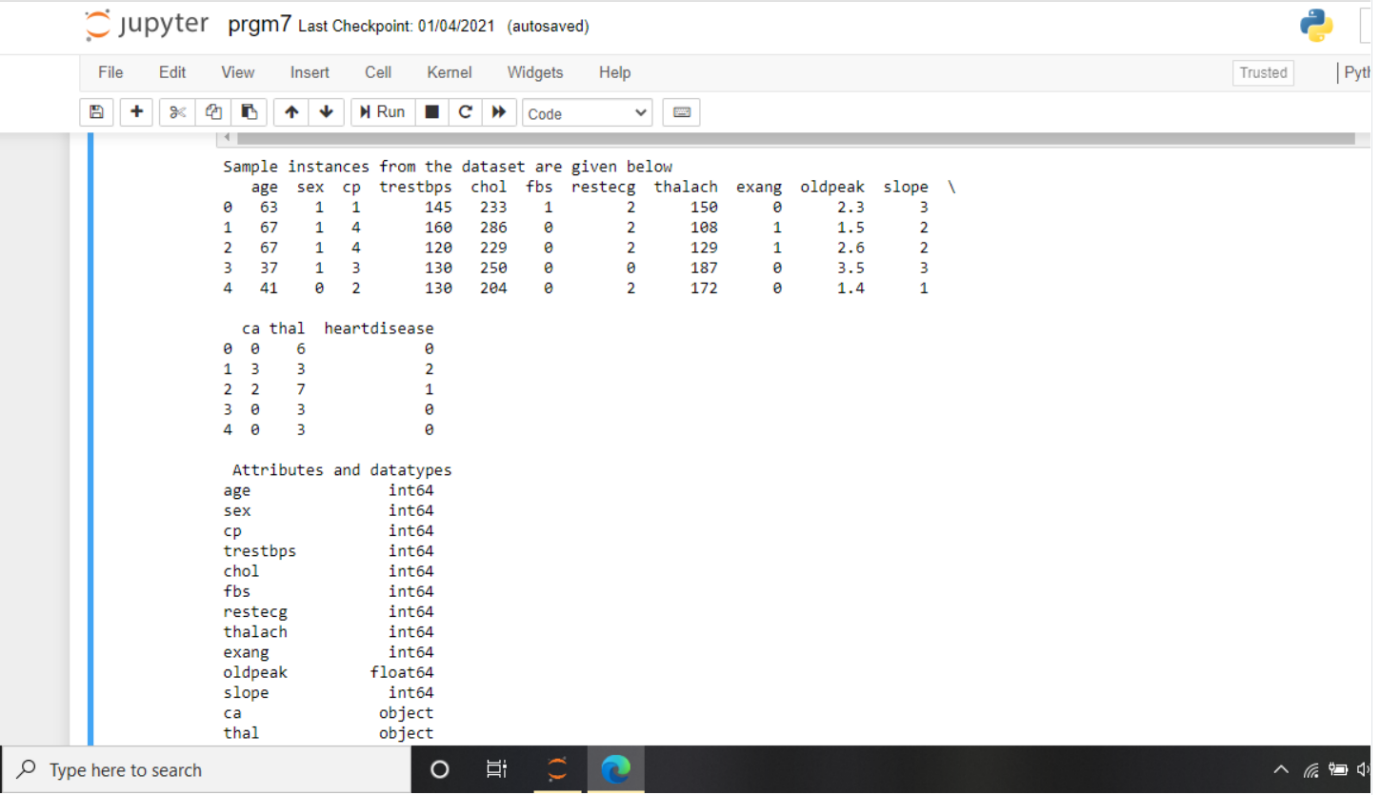 jupyter prgm7 Last Checkpoint: 01/04/2021 (autosaved)
File Edit View Insert Cell Kernel Widgets Help Trusted Pyth
Run Code
Sample instances from the dataset are given below
age sex cp trestbps chol fbs restecg thalach exang oldpeak slope \
0 63 1 1 145 233 1 2 150 0 2.3 3
1 67 1 4 160 286 0 2 108 1 1.5 2
2 67 1 4 120 229 0 2 129 1 2.6 2
3 37 1 3 130 250 0 0 187 0 3.5 3
4 41 0 2 130 204 0 2 172 0 1.4 1
ca thal heartdisease
0 0 6 0
1 3 3 2
2 2 7 1
3 0 3 0
4 0 3 0
Attributes and datatypes
age int64
sex int64
cp int64
trestbps int64
chol int64
fbs int64
restecg int64
thalach int64
exang int64
oldpeak float64
slope int64
ca object
thal object
Type here to search